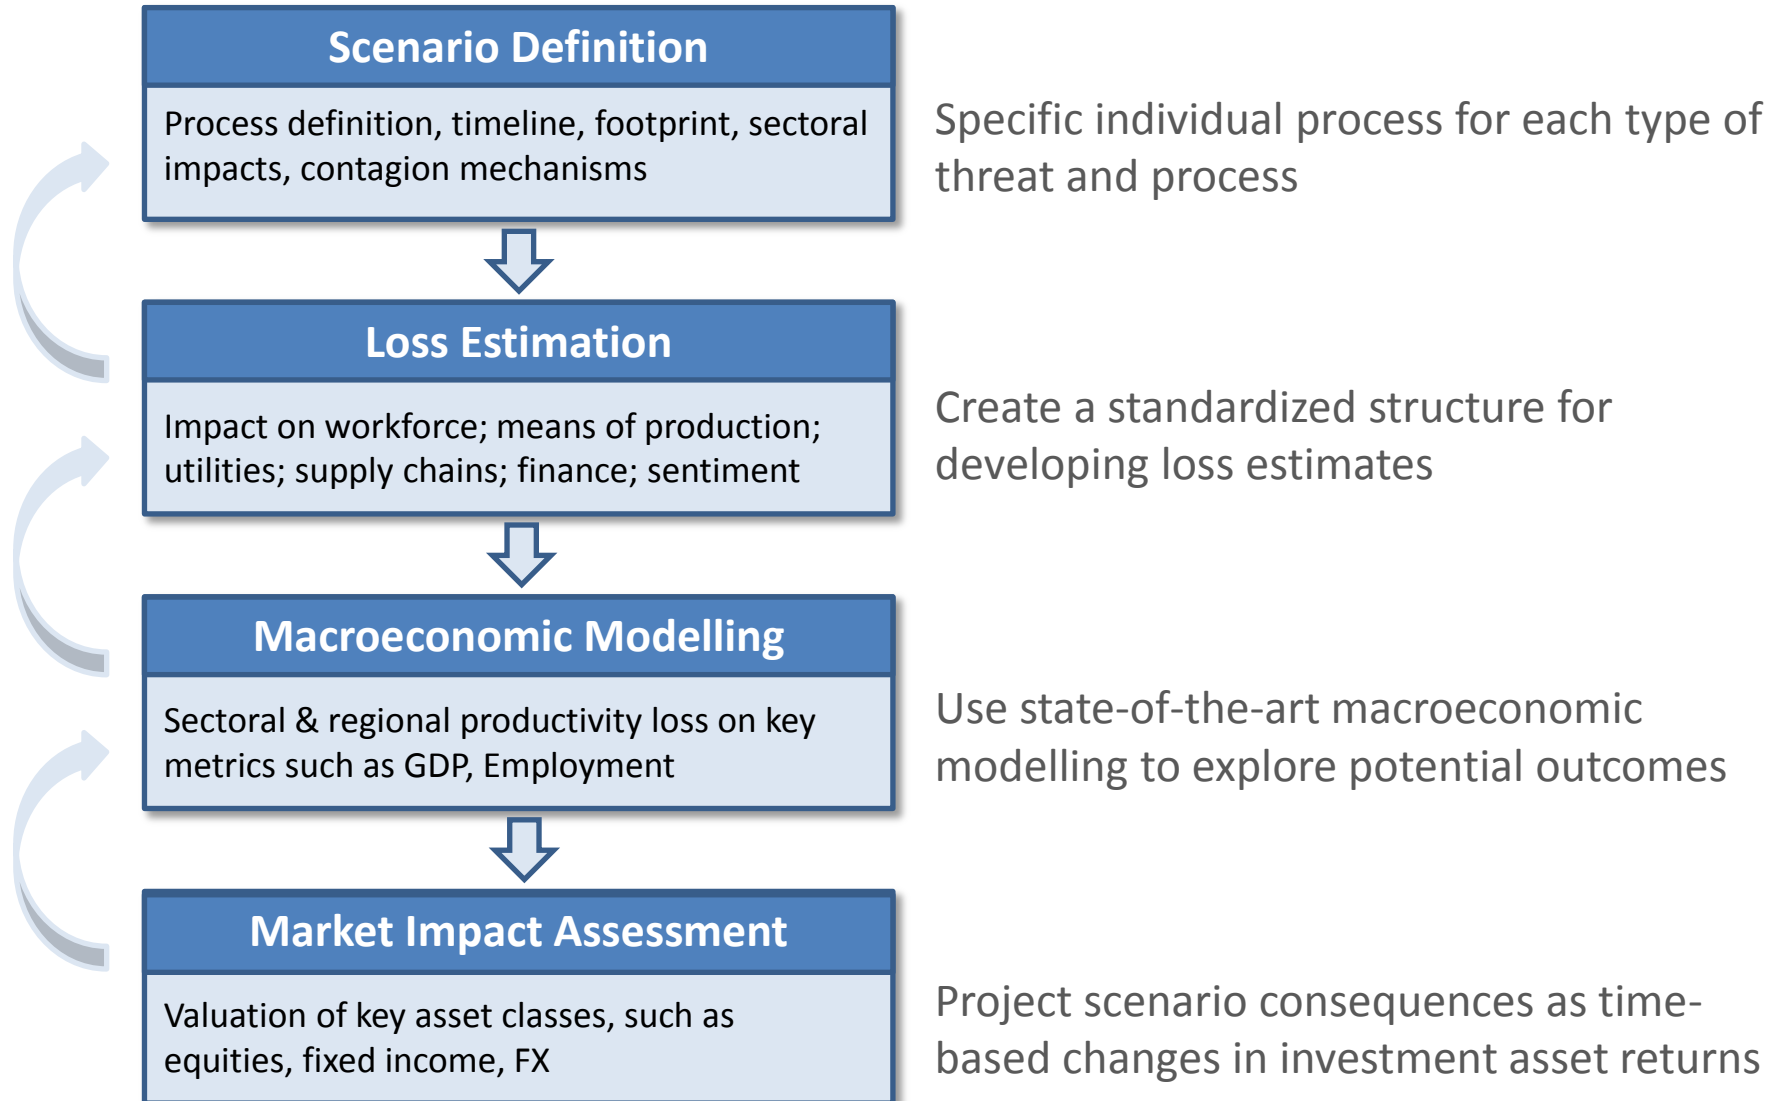 Scenario Definition
Process definition, timeline, footprint, sectoral
impacts, contagion mechanisms
Specific individual process for each type of
threat and process
Loss Estimation
Impact on workforce; means of production;
utilities; supply chains; finance; sentiment
Create a standardized structure for
developing loss estimates
Macroeconomic Modelling
Sectoral & regional productivity loss on key
metrics such as GDP, Employment
Use state-of-the-art macroeconomic
modelling to explore potential outcomes
Market Impact Assessment
Valuation of key asset classes, such as
equities, fixed income, FX
Project scenario consequences as time-
based changes in investment asset returns